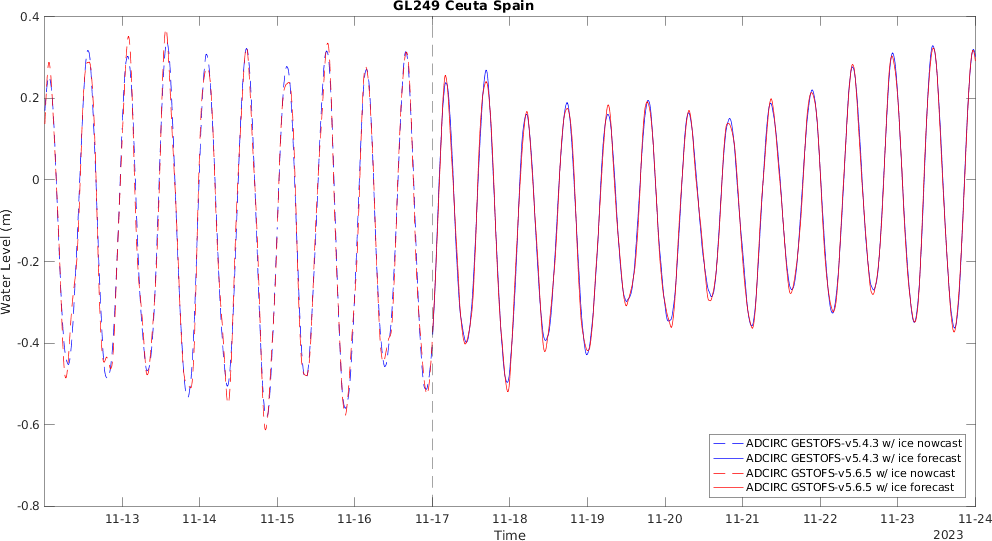 GL249 Ceuta Spain
0.4
0.2
0
-0.2
-0.4
-0.6
-0.8
Water Level (m)
11-13 11-14 11-15 11-16 11-17 11-18 11-19 11-20 11-21 11-22 11-23 11-24
2023
Time
ADCIRC GESTOFS-v5.4.3 w/ ice nowcast
ADCIRC GESTOFS-v5.4.3 w/ ice forecast
ADCIRC GSTOFS-v5.6.5 w/ ice nowcast
ADCIRC GSTOFS-v5.6.5 w/ ice forecast